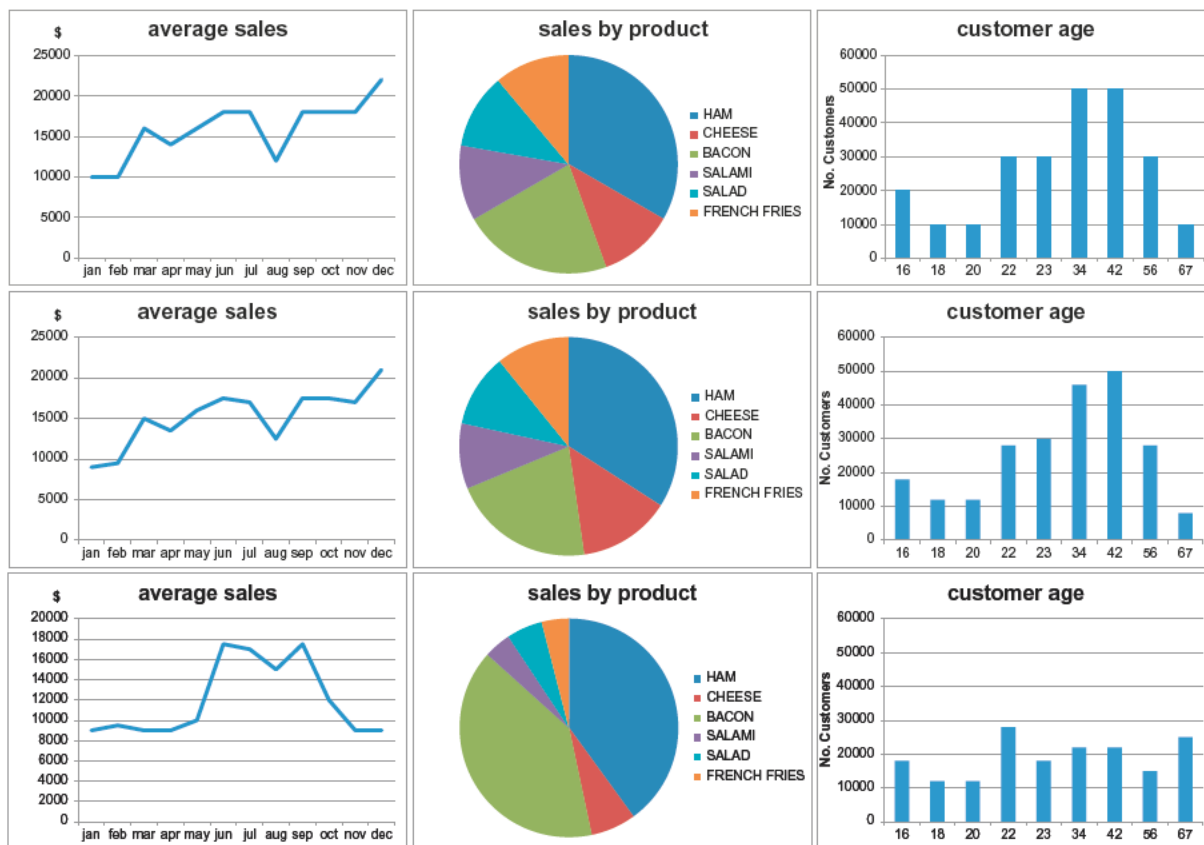 average sales
$
25000
20000
15000
10000
5000
0
jan feb mar apr may jun jul aug sep oct nov dec
sales by product
HAM
CHEESE
BACON
SALAMI
SALAD
FRENCH FRIES
customer age
No. Customers
60000
50000
40000
30000
20000
10000
0
16 18 20 22 23 34 42 56 67
average sales
$
25000
20000
15000
10000
5000
0
jan feb mar apr may jun jul aug sep oct nov dec
sales by product
HAM
CHEESE
BACON
SALAMI
SALAD
FRENCH FRIES
customer age
No. Customers
60000
50000
40000
30000
20000
10000
0
16 18 20 22 23 34 42 56 67
average sales
$
20000
18000
16000
14000
12000
10000
8000
6000
4000
2000
0
jan feb mar apr may jun jul aug sep oct nov dec
sales by product
HAM
CHEESE
BACON
SALAMI
SALAD
FRENCH FRIES
customer age
No. Customers
60000
50000
40000
30000
20000
10000
0
16 18 20 22 23 34 42 56 67